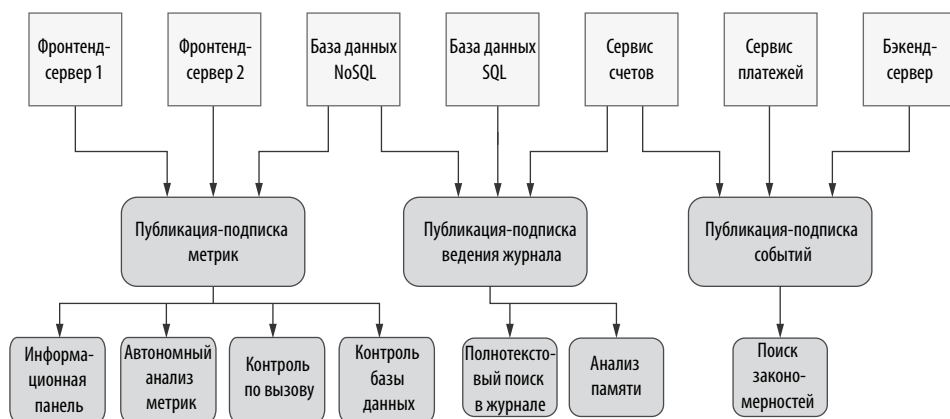 Фронтенд-
сервер 1
Фронтенд-
сервер 2
База данных
NoSQL
База данных
SQL
Сервис
счетов
Сервис
платежей
Бэкенд-
сервер
Публикация-подписка
метрик
Публикация-подписка
ведения журнала
Публикация-подписка
событий
Информа-
ционная
панель
Автономный
анализ
метрик
Контроль
по вызову
Контроль
базы
данных
Полнотексто-
вый поиск
в журнале
Анализ
памяти
Поиск
законо-
мерностей